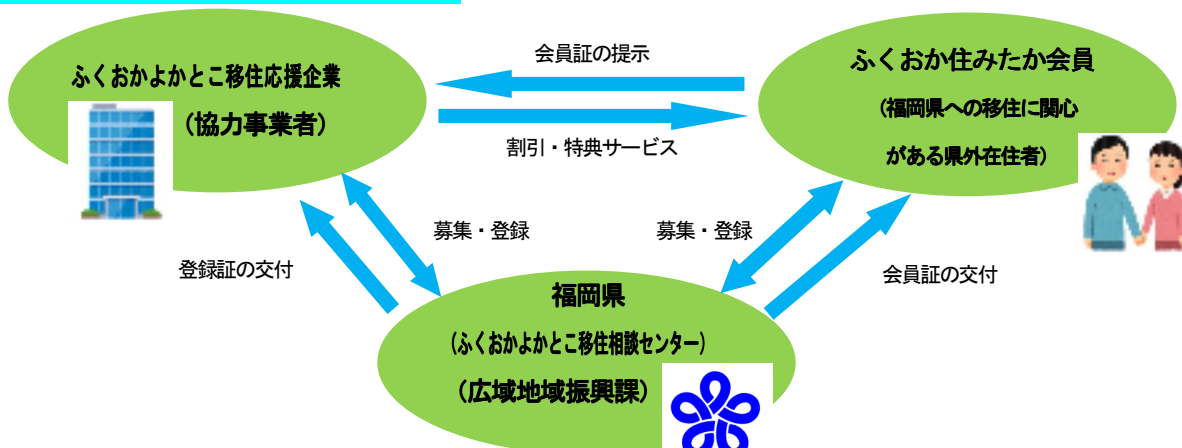 ふくおかよかとこ移住応援企業
（協力事業者）
会員証の提示
割引・特典サービス
ふくおか住みたか会員
（福岡県への移住に関心
がある県外在住者）
登録証の交付
募集・登録
募集・登録
会員証の交付
福岡県
（ふくおかよかとこ移住相談センター）
（広域地域振興課）